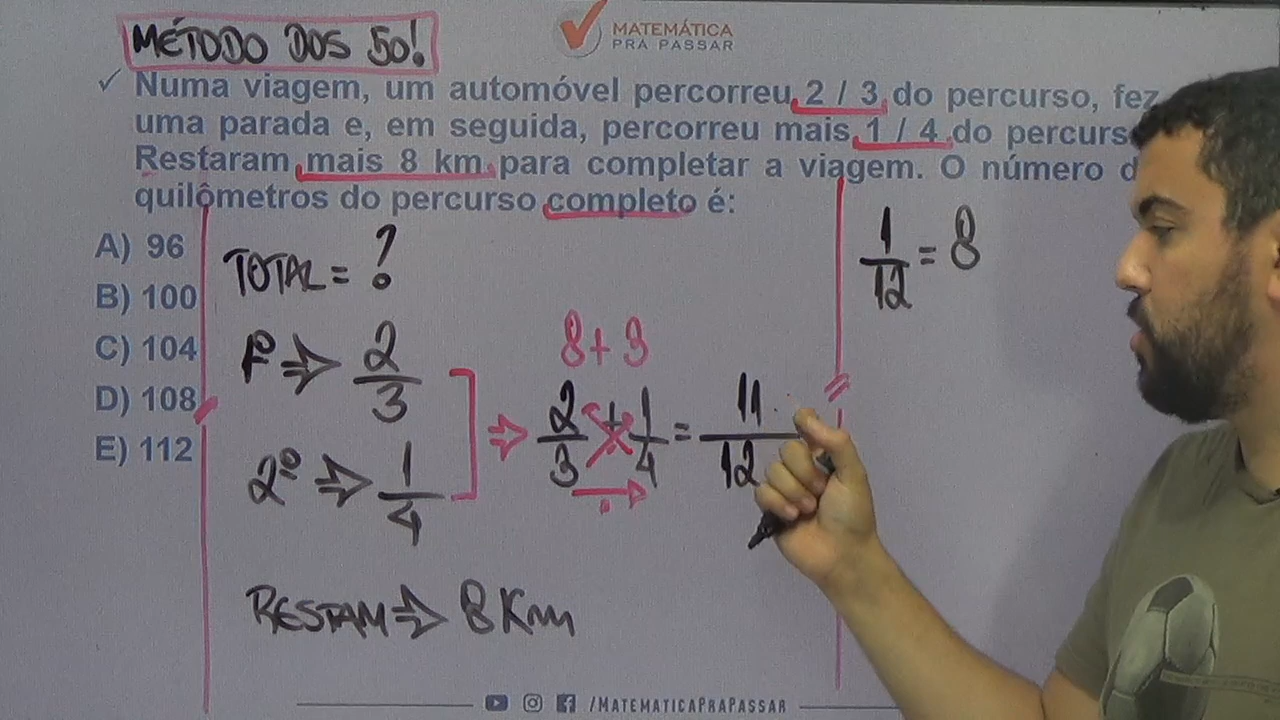 MÉTODO DOS 50!
MATEMÁTICA
PRA PASSAR
✓ Numa viagem, um automóvel percorreu 2 / 3 do percurso, fez
uma parada e, em seguida, percorreu mais 1 / 4 do percurs
Restaram mais 8 km para completar a viagem. O número d
quilômetros do percurso completo é:
A) 96
B) 100
C) 104
D) 108
E) 112
TOTAL = ?
1º ⇒ 2/3
2º ⇒ 1/4
8+3
⇒ 2/3 + 1/4 = 11/12
RESTAM ⇒ 8 Km
1/12 = 8
/MATEMATICAPRAPASSAR